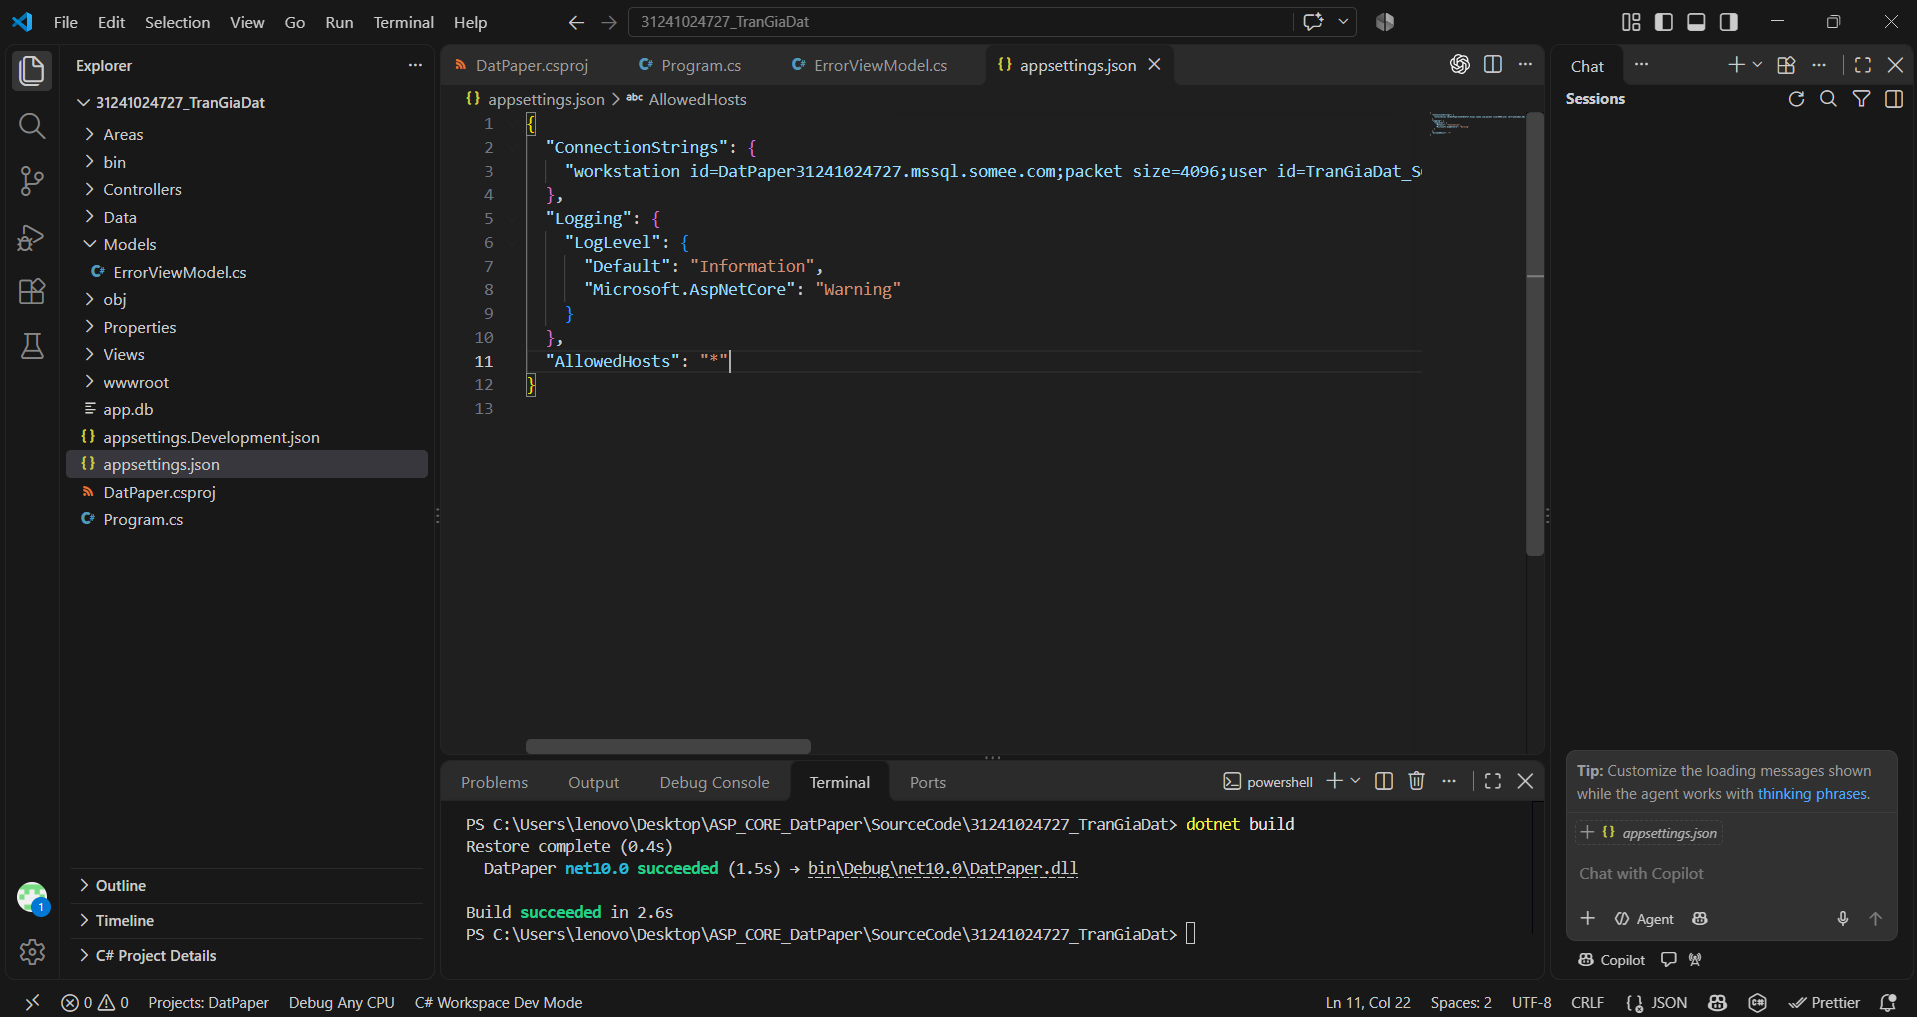 File Edit Selection View Go Run Terminal Help
31241024727_TranGiaDat
Explorer
31241024727_TranGiaDat
Areas
bin
Controllers
Data
Models
ErrorViewModel.cs
obj
Properties
Views
wwwroot
app.db
appsettings.Development.json
appsettings.json
DatPaper.csproj
Program.cs
Outline
Timeline
C# Project Details
DatPaper.csproj Program.cs ErrorViewModel.cs appsettings.json
appsettings.json > abc AllowedHosts
1 {
2 "ConnectionStrings": {
3 "workstation id=DatPaper31241024727.mssql.somee.com;packet size=4096;user id=TranGiaDat_S
4 },
5 "Logging": {
6 "LogLevel": {
7 "Default": "Information",
8 "Microsoft.AspNetCore": "Warning"
9 }
10 },
11 "AllowedHosts": "*"
12 }
13
Problems Output Debug Console Terminal Ports
powershell
PS C:\Users\lenovo\Desktop\ASP_CORE_DatPaper\SourceCode\31241024727_TranGiaDat> dotnet build
Restore complete (0.4s)
DatPaper net10.0 succeeded (1.5s) → bin\Debug\net10.0\DatPaper.dll
Build succeeded in 2.6s
PS C:\Users\lenovo\Desktop\ASP_CORE_DatPaper\SourceCode\31241024727_TranGiaDat>
Chat
Sessions
Tip: Customize the loading messages shown
while the agent works with thinking phrases.
appsettings.json
Chat with Copilot
Agent
Copilot
1
0 0 Projects: DatPaper Debug Any CPU C# Workspace Dev Mode
Ln 11, Col 22 Spaces: 2 UTF-8 CRLF JSON Prettier